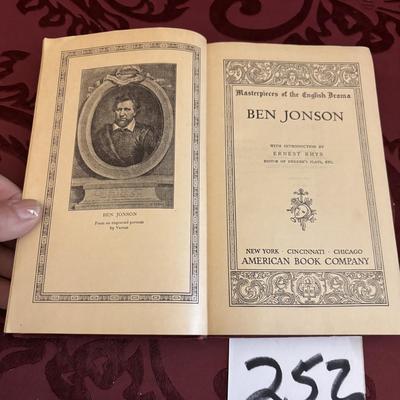 BEN JONSON
From an engraved portrait
by Vertue
Masterpieces of the English Drama
BEN JONSON
WITH INTRODUCTION BY
ERNEST RHYS
EDITOR OF DEKKER'S PLAYS, ETC.
NEW YORK · CINCINNATI · CHICAGO
AMERICAN BOOK COMPANY
252